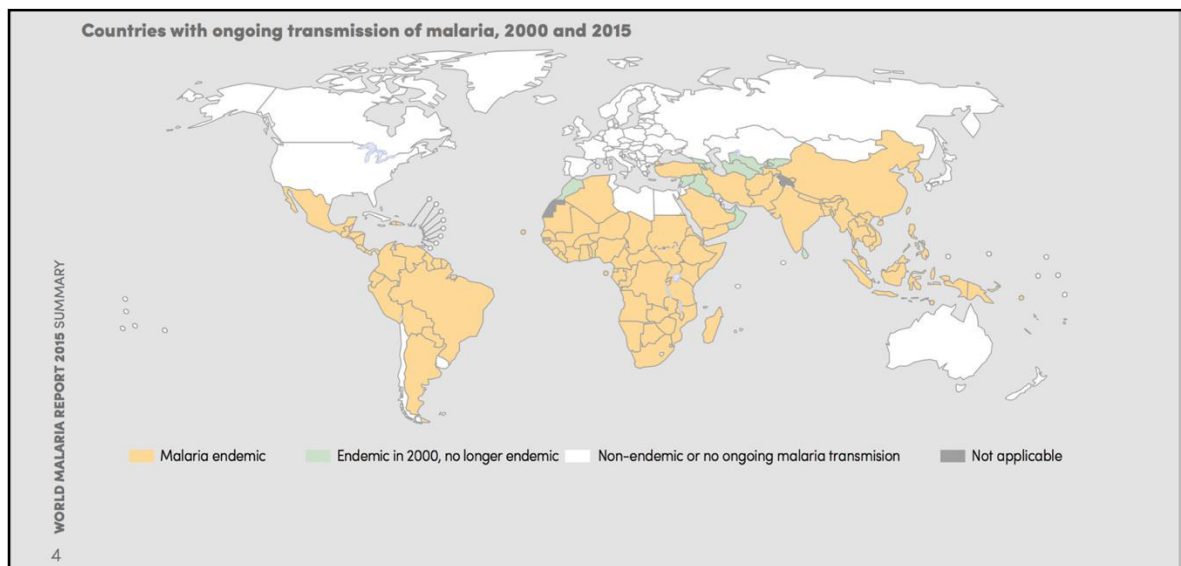 Countries with ongoing transmission of malaria, 2000 and 2015
Malaria endemic
Endemic in 2000, no longer endemic
Non-endemic or no ongoing malaria transmision
Not applicable
WORLD MALARIA REPORT 2015 SUMMARY
4